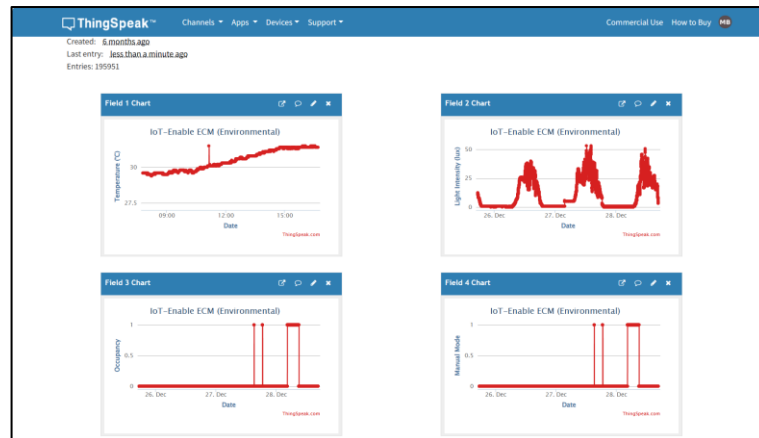 ThingSpeak™ Channels Apps Devices Support Commercial Use How to Buy MB
Created: 6 months ago
Last entry: less than a minute ago
Entries: 195951
Field 1 Chart
IoT-Enable ECM (Environmental)
Temperature (°C)
30
27.5
09:00 12:00 15:00
Date
ThingSpeak.com
Field 2 Chart
IoT-Enable ECM (Environmental)
Light Intensity (lux)
50
25
0
26. Dec 27. Dec 28. Dec
Date
ThingSpeak.com
Field 3 Chart
IoT-Enable ECM (Environmental)
Occupancy
1
0.5
0
26. Dec 27. Dec 28. Dec
Date
ThingSpeak.com
Field 4 Chart
IoT-Enable ECM (Environmental)
Manual Mode
1
0.5
0
26. Dec 27. Dec 28. Dec
Date
ThingSpeak.com